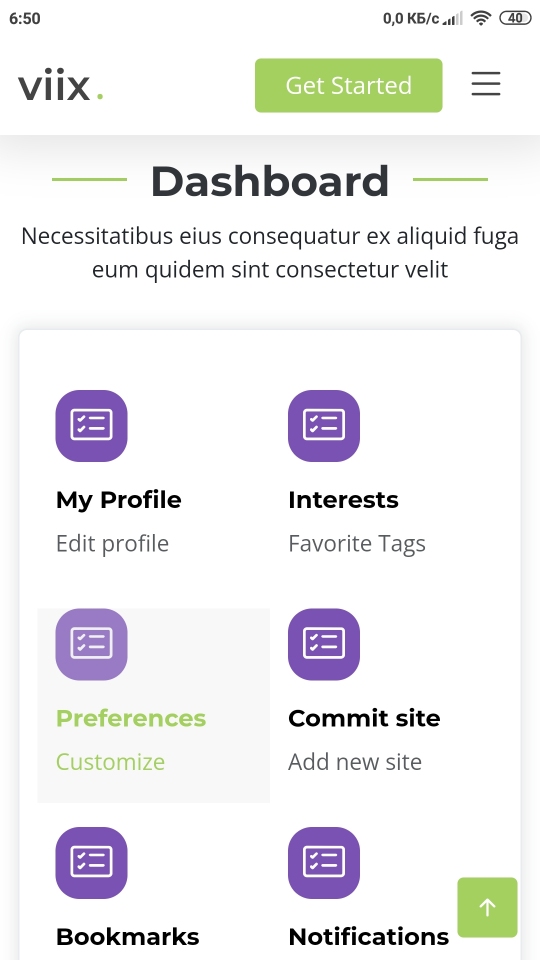 6:50
0,0 КБ/с
40
viix.
Get Started
Dashboard
Necessitatibus eius consequatur ex aliquid fuga
eum quidem sint consectetur velit
My Profile
Interests
Edit profile
Favorite Tags
Preferences
Commit site
Customize
Add new site
Bookmarks
Notifications